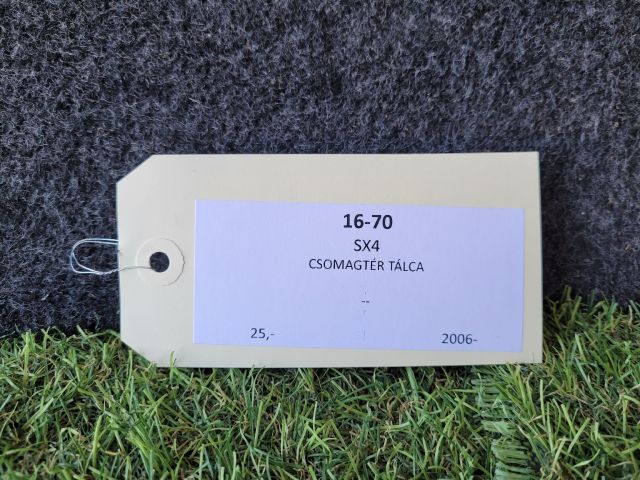 16-70
SX4
CSOMAGTÉR TÁLCA
--
25,- 2006-